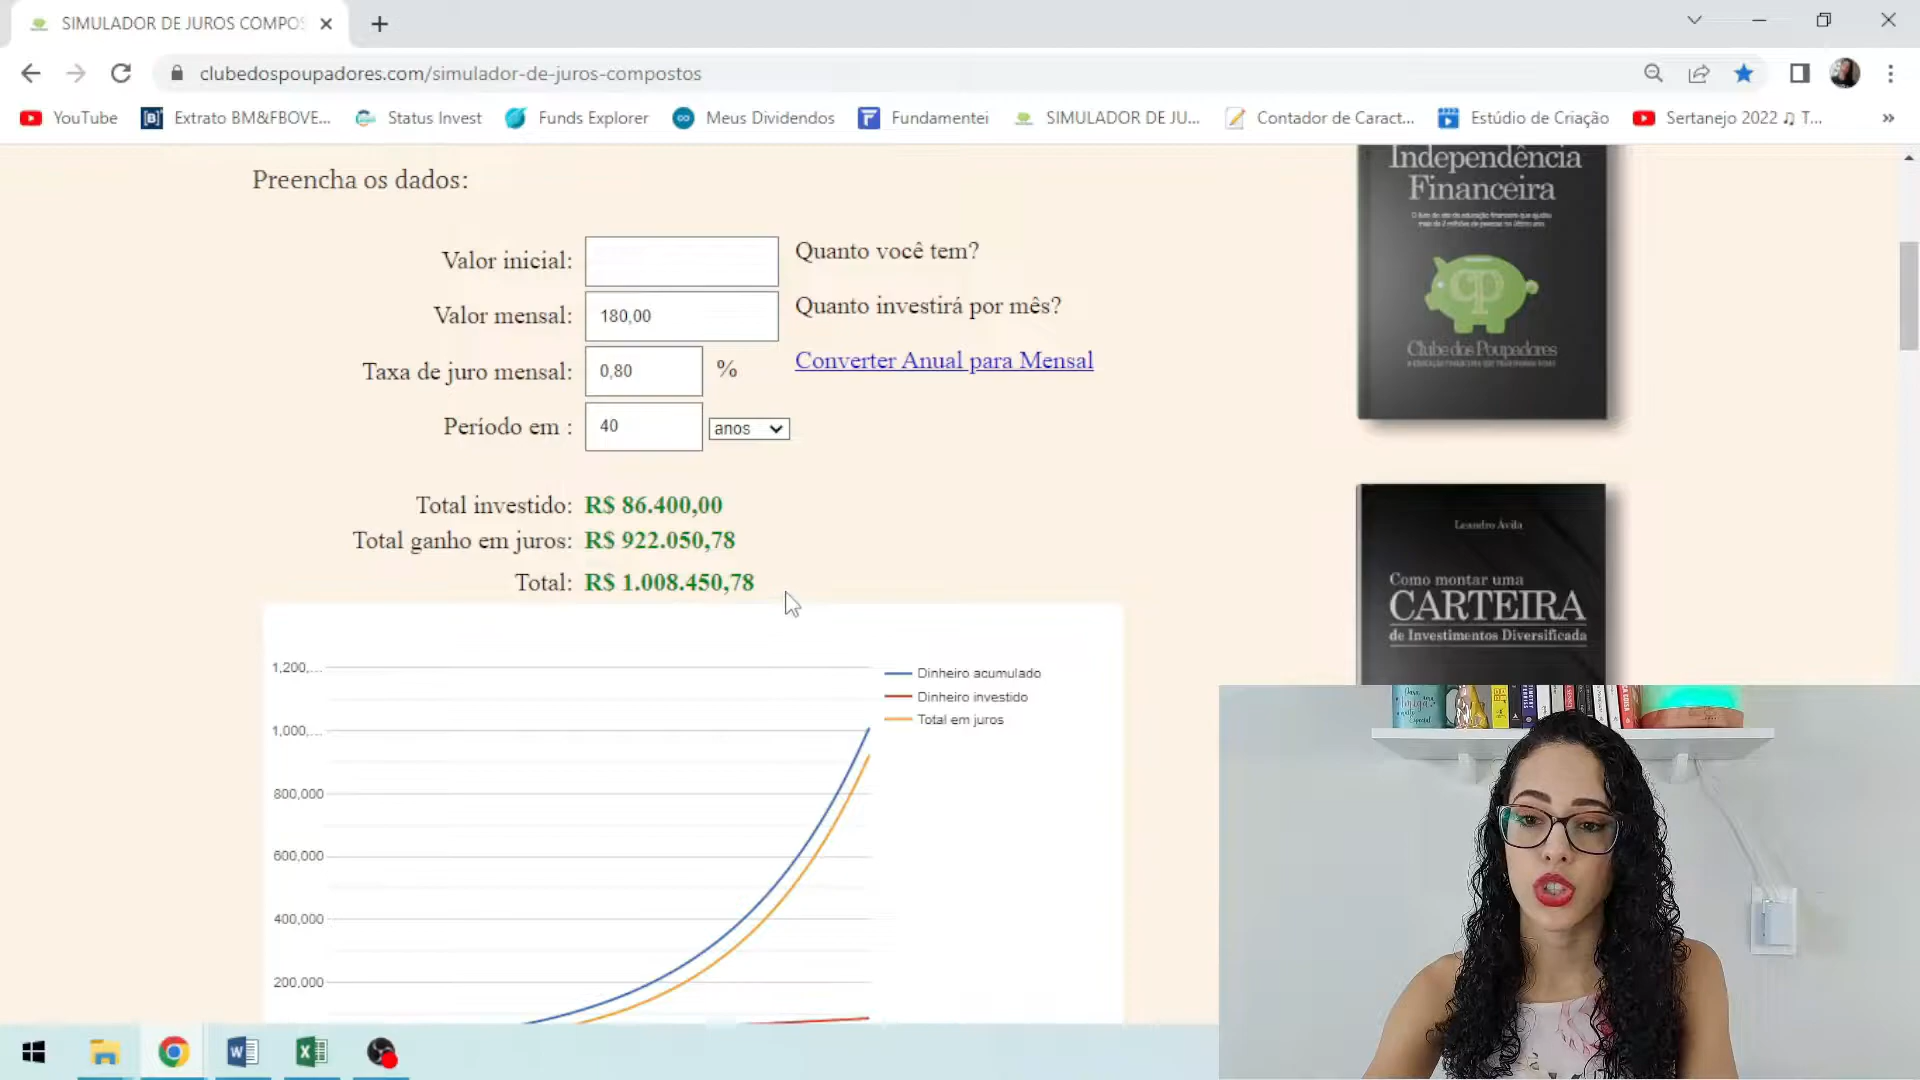 SIMULADOR DE JUROS COMPOS
clubedospoupadores.com/simulador-de-juros-compostos
YouTube
Extrato BM&FBOVE...
Status Invest
Funds Explorer
Meus Dividendos
Fundamentei
SIMULADOR DE JU...
Contador de Caract...
Estúdio de Criação
Sertanejo 2022 ♫ T...
»
Preencha os dados:
Valor inicial:
Quanto você tem?
Valor mensal: 180,00
Quanto investirá por mês?
Taxa de juro mensal: 0,80 %
Converter Anual para Mensal
Período em : 40 anos
Total investido: R$ 86.400,00
Total ganho em juros: R$ 922.050,78
Total: R$ 1.008.450,78
1,200,...
1,000,...
800,000
600,000
400,000
200,000
Dinheiro acumulado
Dinheiro investido
Total em juros
Independência
Financeira
cp
Clube dos Poupadores
Leandro Ávila
Como montar uma
CARTEIRA
de Investimentos Diversificada